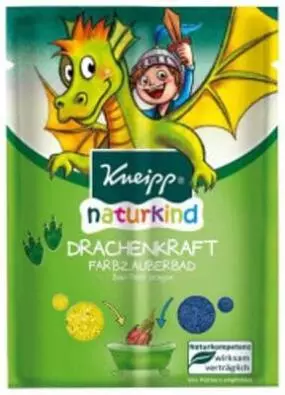 Kneipp®
naturkind
DRACHENKRAFT
FARBZAUBERBAD
Naturkompetenz
wirksam
verträglich